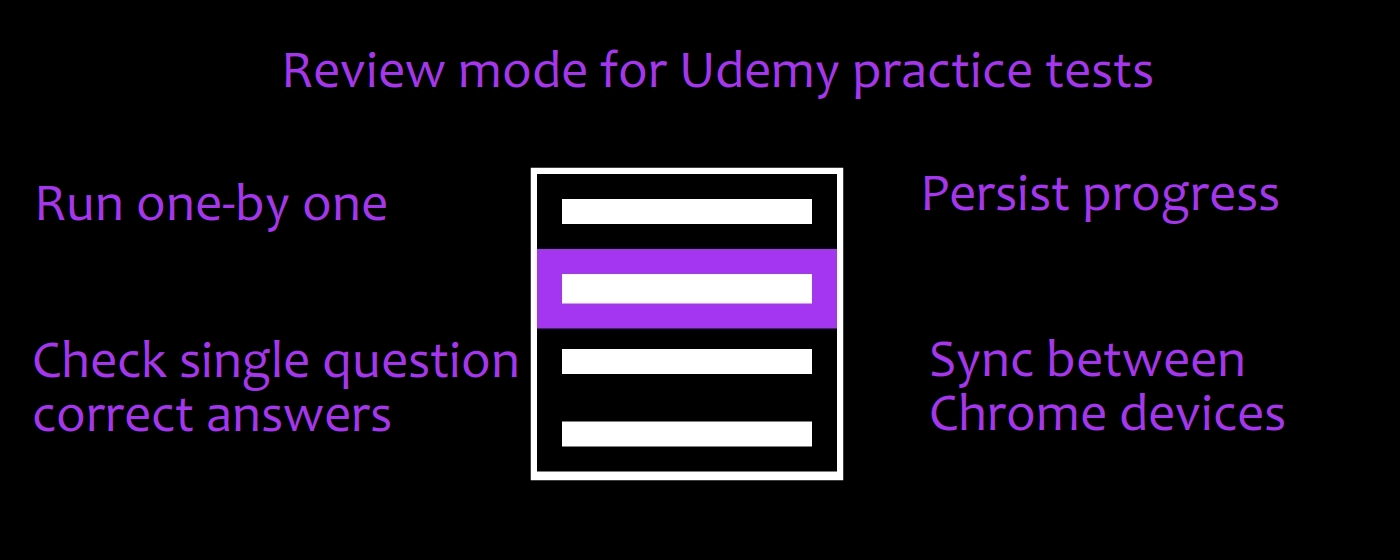 Review mode for Udemy practice tests
Run one-by one
Check single question
correct answers
Persist progress
Sync between
Chrome devices